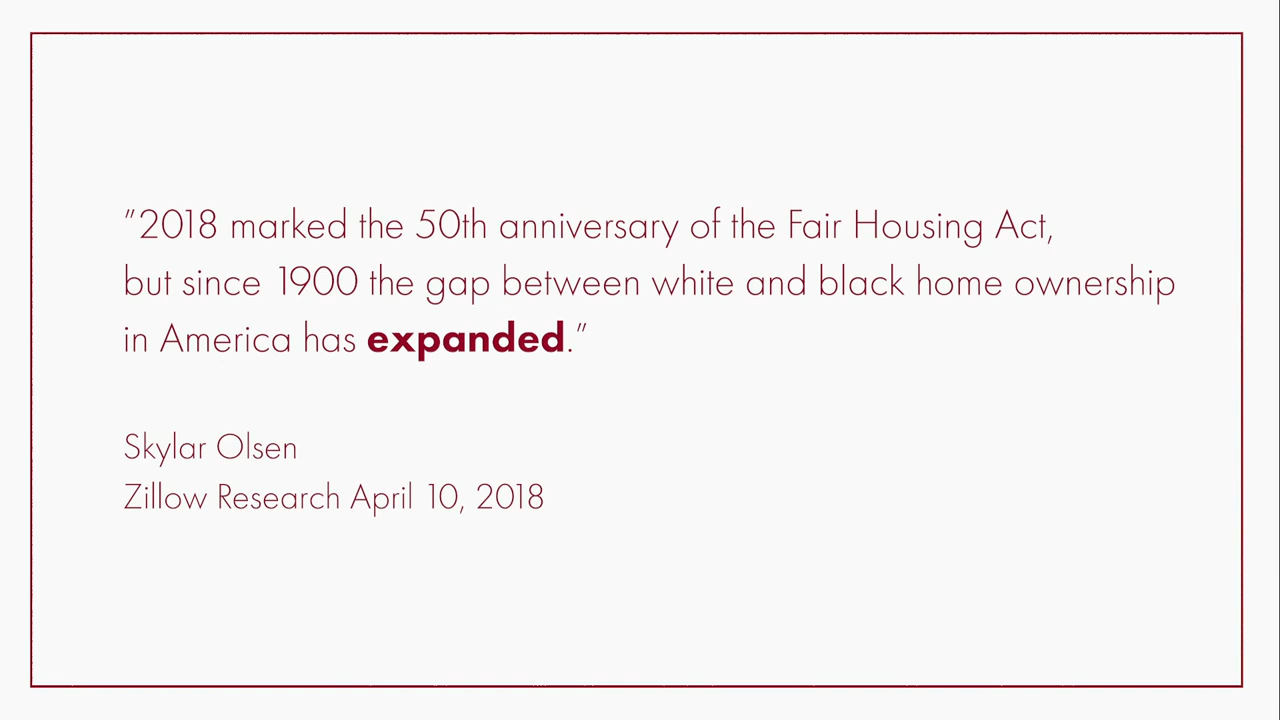 ”2018 marked the 50th anniversary of the Fair Housing Act,
but since 1900 the gap between white and black home ownership
in America has expanded.”
Skylar Olsen
Zillow Research April 10, 2018